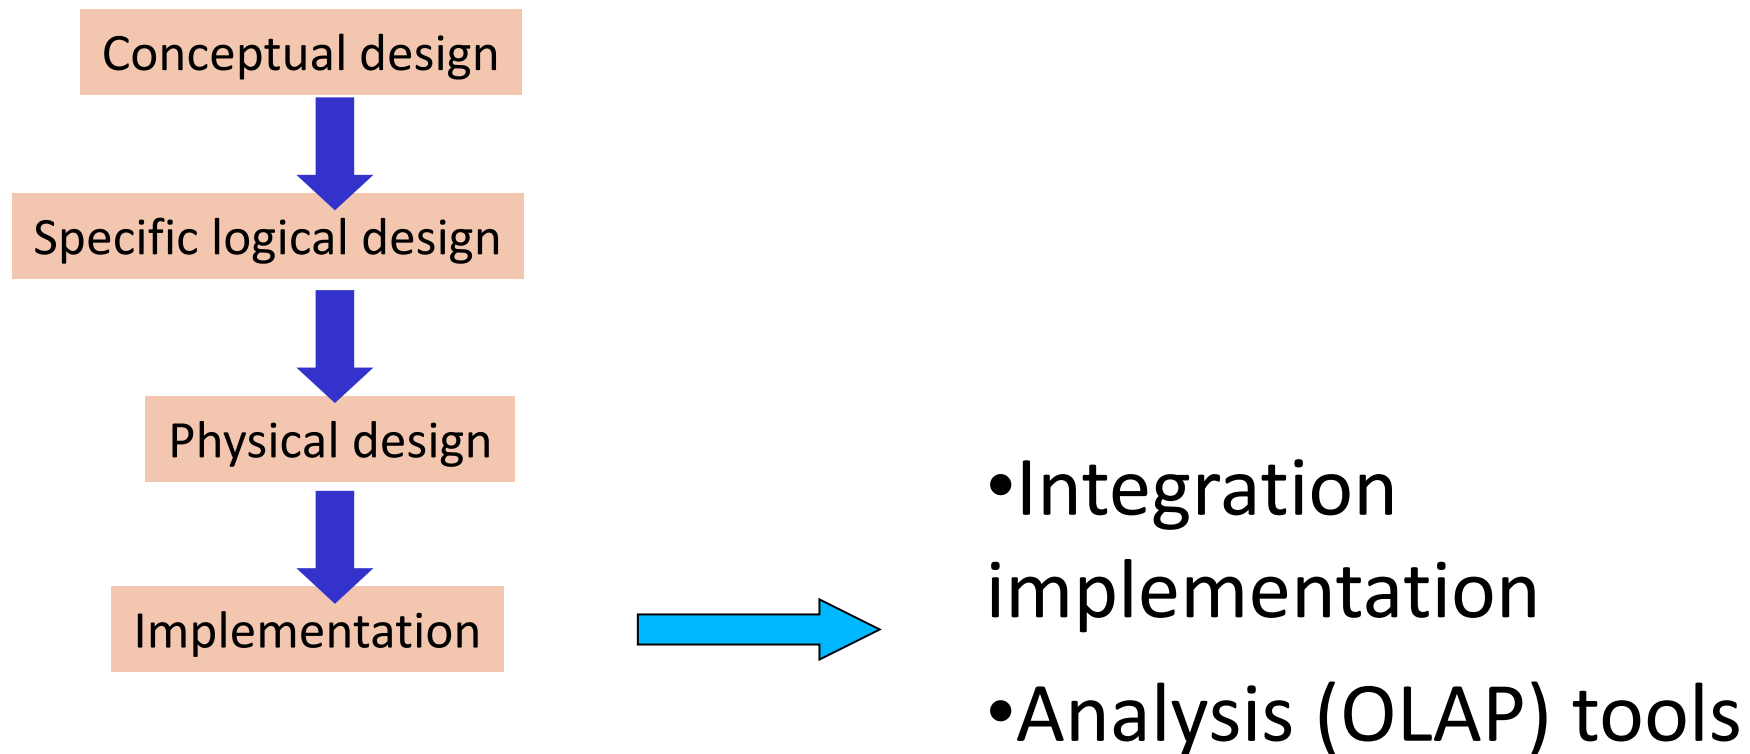 Conceptual design
Specific logical design
Physical design
Implementation
•Integration
implementation
•Analysis (OLAP) tools